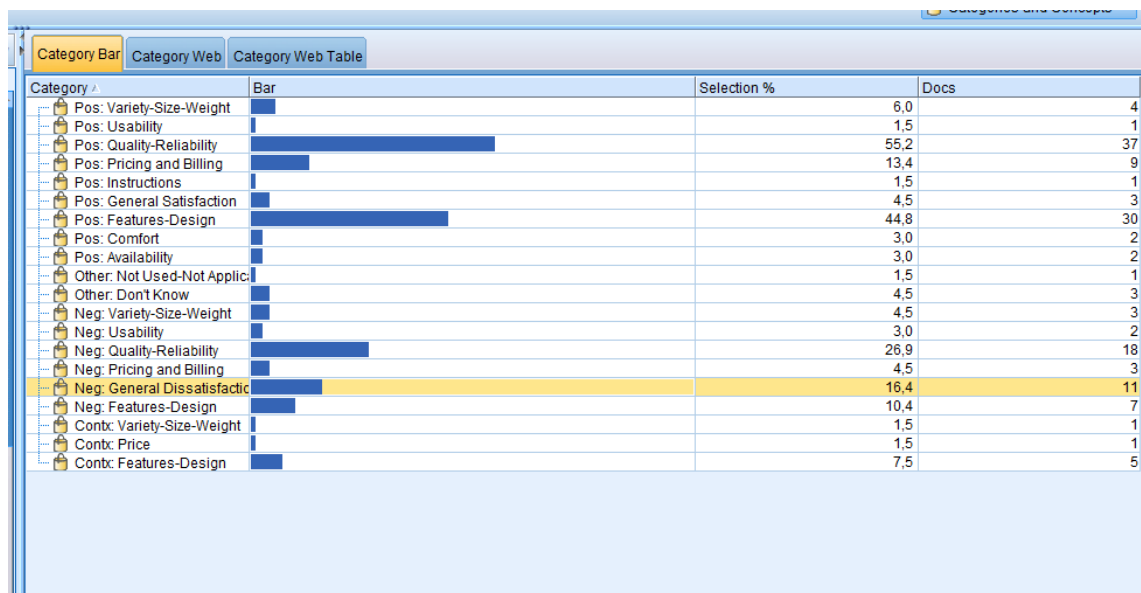 Categories and Concepts
Category Bar Category Web Category Web Table
Category Bar Selection % Docs
Pos: Variety-Size-Weight 6,0 4
Pos: Usability 1,5 1
Pos: Quality-Reliability 55,2 37
Pos: Pricing and Billing 13,4 9
Pos: Instructions 1,5 1
Pos: General Satisfaction 4,5 3
Pos: Features-Design 44,8 30
Pos: Comfort 3,0 2
Pos: Availability 3,0 2
Other: Not Used-Not Applica 1,5 1
Other: Don't Know 4,5 3
Neg: Variety-Size-Weight 4,5 3
Neg: Usability 3,0 2
Neg: Quality-Reliability 26,9 18
Neg: Pricing and Billing 4,5 3
Neg: General Dissatisfactic 16,4 11
Neg: Features-Design 10,4 7
Contx: Variety-Size-Weight 1,5 1
Contx: Price 1,5 1
Contx: Features-Design 7,5 5